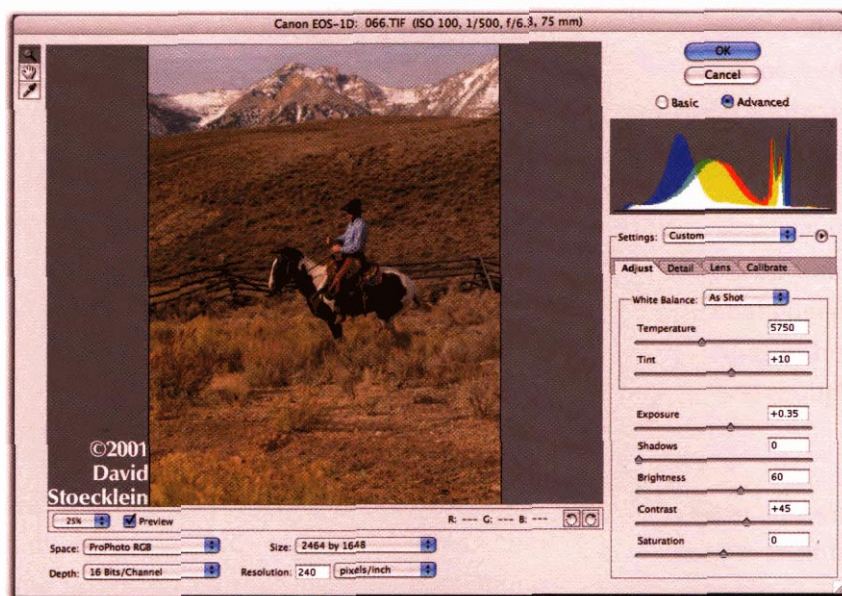 Canon EOS-1D: 066.TIF (ISO 100, 1/500, f/6.3, 75 mm)
OK
Cancel
Basic Advanced
Settings: Custom
Adjust Detail Lens Calibrate
White Balance: As Shot
Temperature 5750
Tint +10
Exposure +0.35
Shadows 0
Brightness 60
Contrast +45
Saturation 0
©2001
David
Stoecklein
25% Preview R: --- G: --- B: ---
Space: ProPhoto RGB Size: 2464 by 1648
Depth: 16 Bits/Channel Resolution: 240 pixels/inch